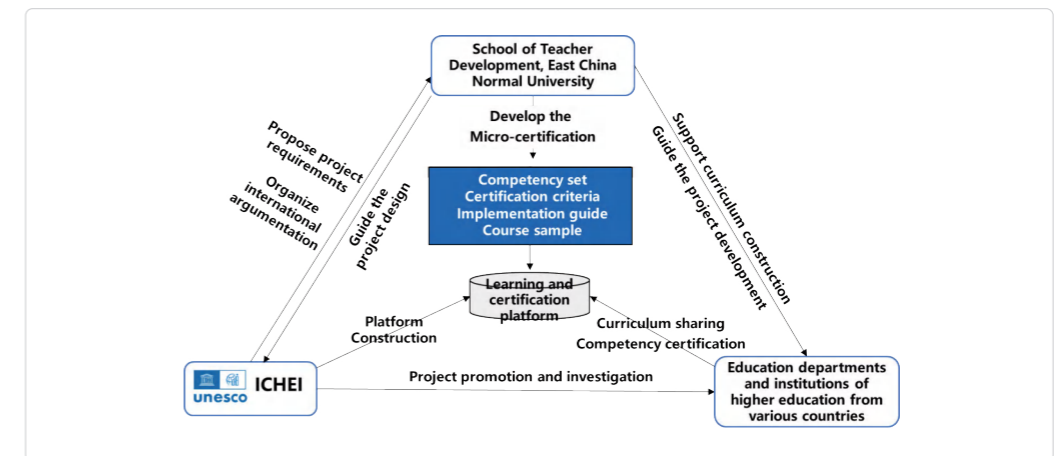 School of Teacher
Development, East China
Normal University
Develop the
Micro-certification
Propose project
requirements
Organize
international
argumentation
Guide the
project design
Support curriculum construction
Guide the project development
Competency set
Certification criteria
Implementation guide
Course sample
Learning and
certification
platform
Platform
Construction
Curriculum sharing
Competency certification
unesco
ICHEI
Project promotion and investigation
Education departments
and institutions of
higher education from
various countries